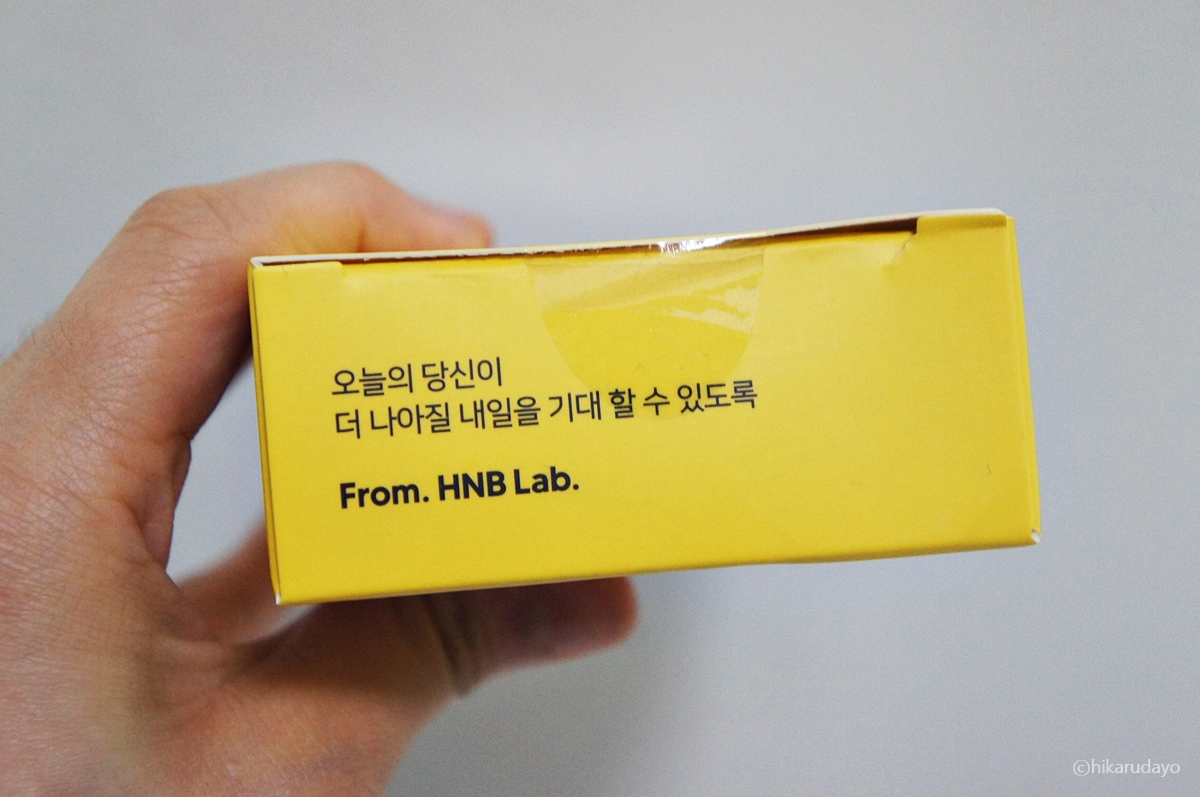 오늘의 당신이
더 나아질 내일을 기대 할 수 있도록
From. HNB Lab.
©hikarudayo